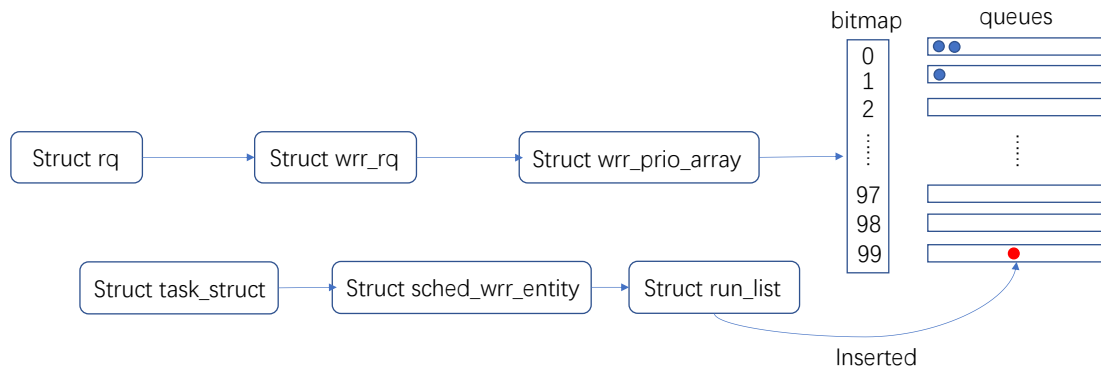 bitmap
queues
0
1
2
......
......
97
98
99
Struct rq
Struct wrr_rq
Struct wrr_prio_array
Struct task_struct
Struct sched_wrr_entity
Struct run_list
Inserted